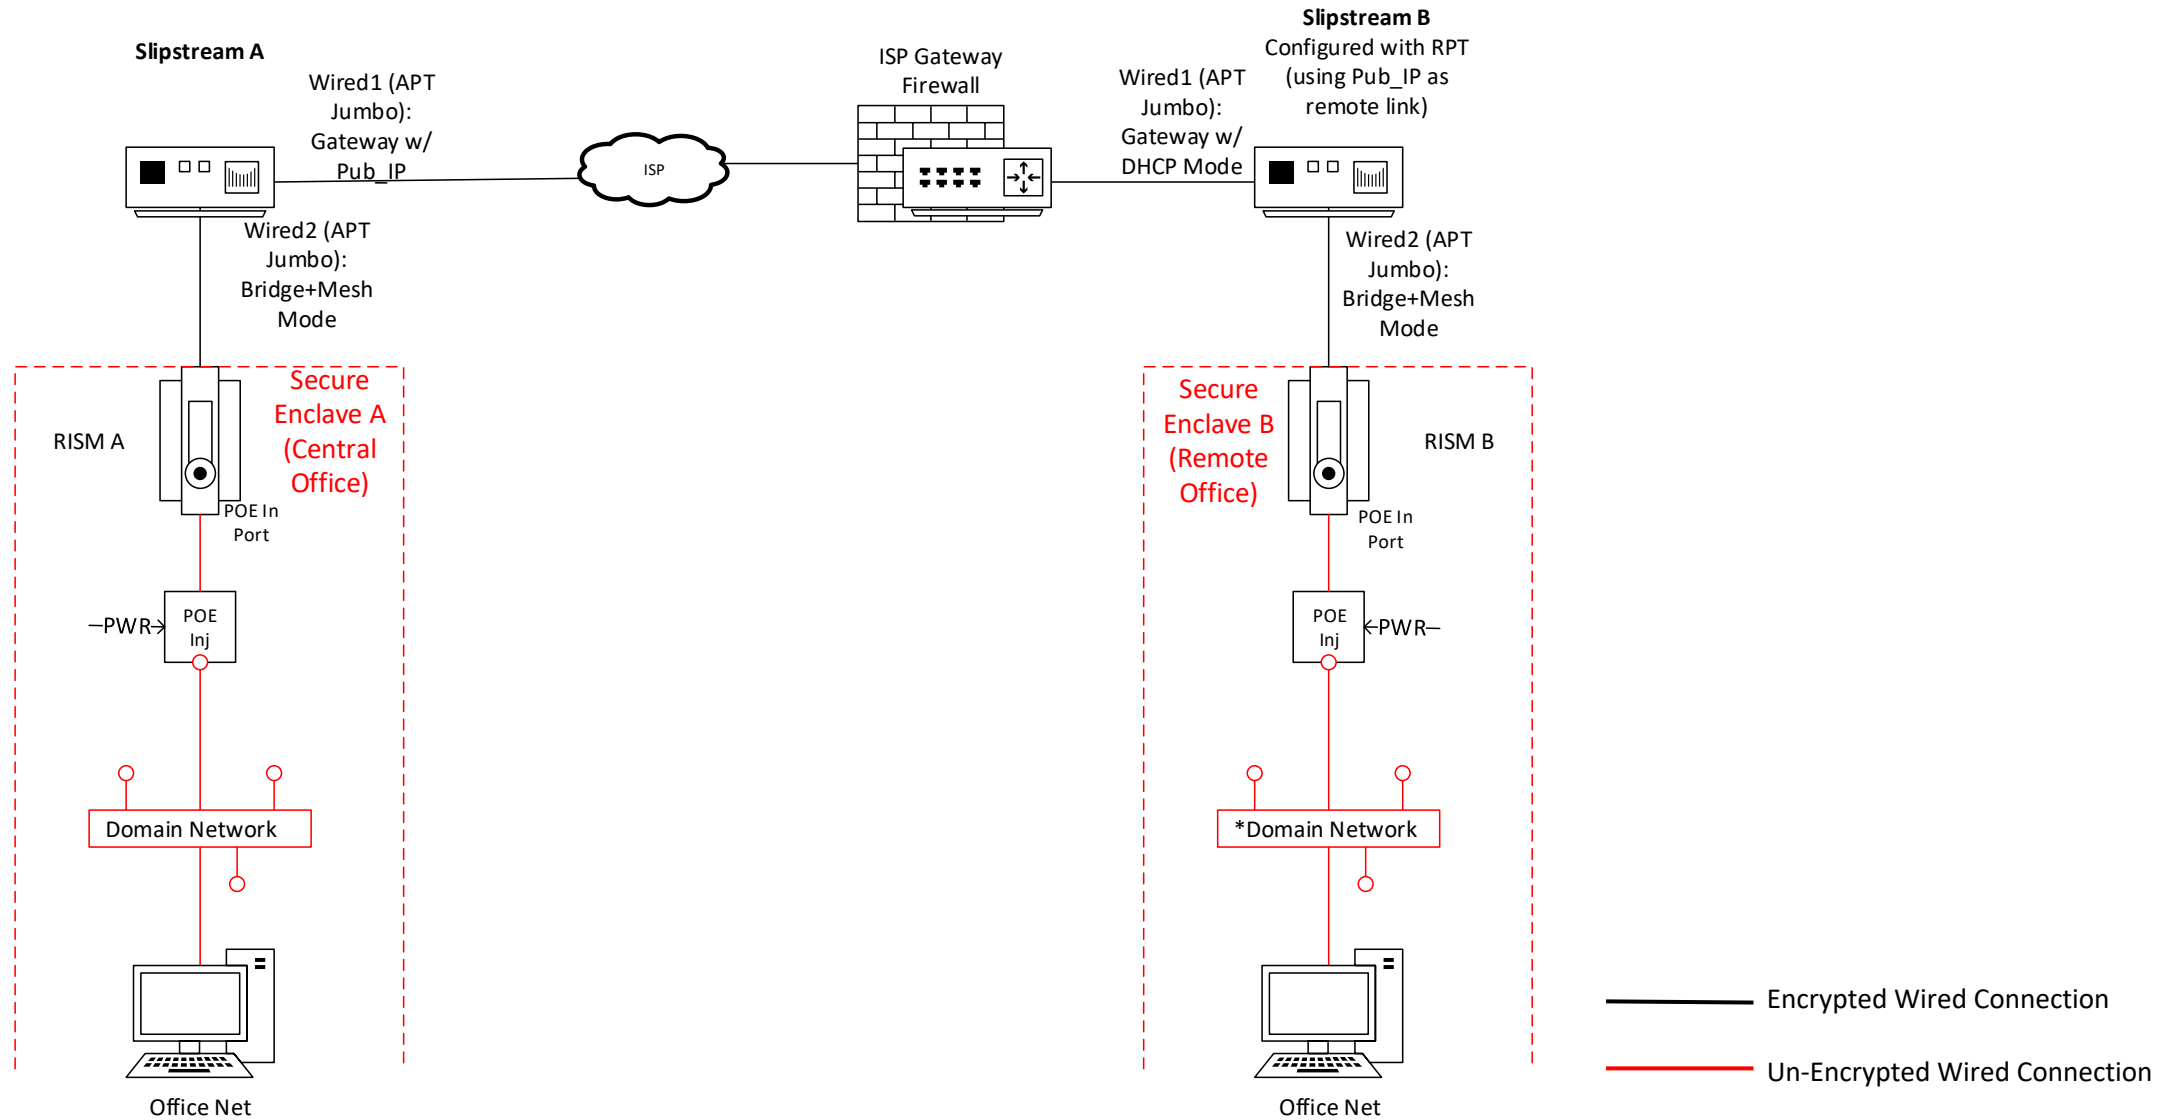 Slipstream A
Wired1 (APT
Jumbo):
Gateway w/
Pub_IP
ISP
ISP Gateway
Firewall
Wired1 (APT
Jumbo):
Gateway w/
DHCP Mode
Slipstream B
Configured with RPT
(using Pub_IP as
remote link)
Wired2 (APT
Jumbo):
Bridge+Mesh
Mode
Wired2 (APT
Jumbo):
Bridge+Mesh
Mode
RISM A
Secure
Enclave A
(Central
Office)
POE In
Port
PWR
POE
Inj
Domain Network
Office Net
Secure
Enclave B
(Remote
Office)
RISM B
POE In
Port
POE
Inj
PWR
*Domain Network
Office Net
Encrypted Wired Connection
Un-Encrypted Wired Connection